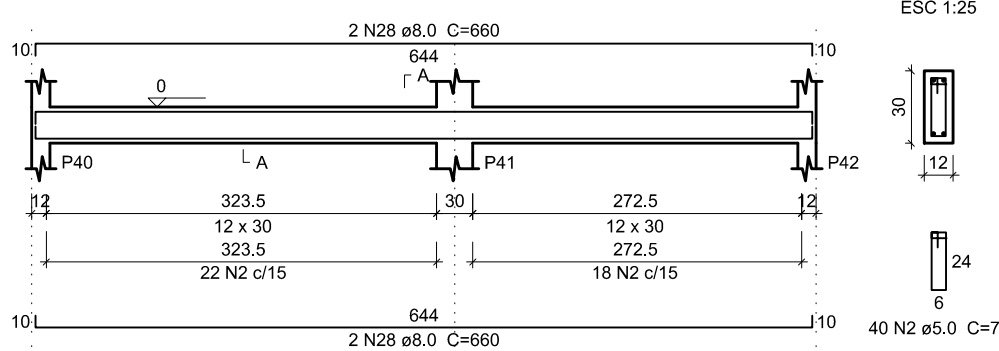 ESC 1:25
2 N28 ø8.0 C=660
10 644 10
A
0
30
P40 A P41 P42
12
12 323.5 30 272.5 12
12 x 30 12 x 30
323.5 272.5
22 N2 c/15 18 N2 c/15
24
6
10 644 10
2 N28 ø8.0 C=660
40 N2 ø5.0 C=7